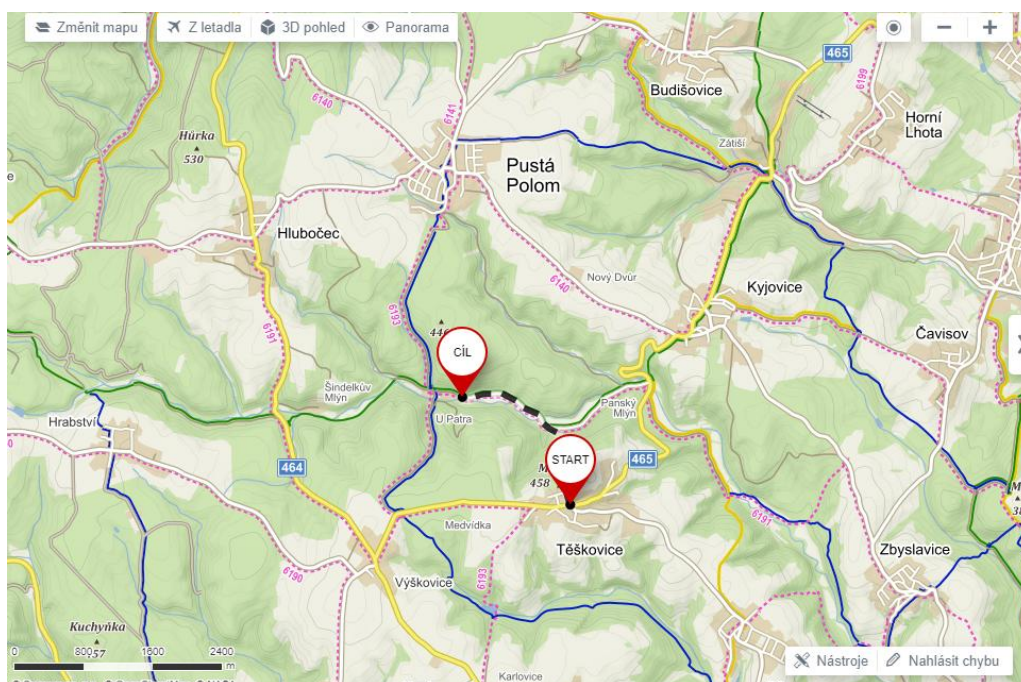 Změnit mapu
Z letadla
3D pohled
Panorama
465
Budišovice
6199
Horní
Lhota
Zátiší
6140
6141
Húrka
530
Pustá
Polom
Hlubočec
Nový Dvůr
6140
Kyjovice
6193
Čavisov
446
6191
CÍL
Šindelkův
Mlýn
U Patra
Panský
Mlýn
Hrabství
START
464
458
465
Medvídka
6191
Těškovice
Zbyslavice
6190
Výškovice
6193
Kuchyňka
0 800 1600 2400
m
Karlovice
Nástroje
Nahlásit chybu